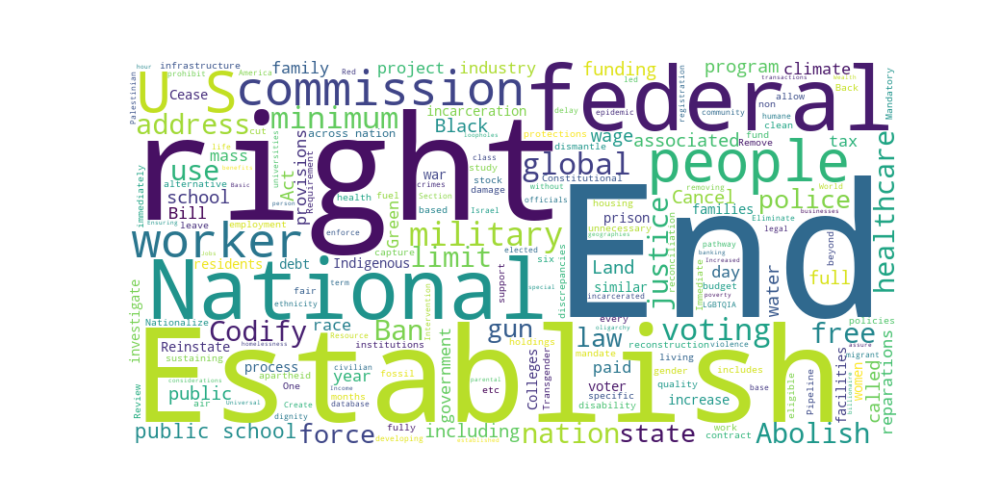 hour infrastructure America Red family project industry funding program climate wealth
Palestinian prohibit Cease U S commission federal led transactions Back Mandatory
address cut minimum incarceration epidemic registration non allow humane clean
right Black loopholes protections wage dismantle associated community fund Remove tax
across nation delay
use life mass universities Act provisions class study global Constitutional people
school alternative benefits Basic Requirement war crimes stock damage without officials removing World Cancel police Eliminate businesses
immediately Bill leave person health fuel Section End housing families legal healthcare
Ensuring employment Green based Israel prison unnecessary geographies
worker enforce military elected Justice reconciliation pathway banking beyond
residents debt Indigenous capture limit six discrepancies Land day Immediate Increased water full
Jobs fair term support similar budget poverty
National ethnicity special incarcerated LGBTQIA
investigate Nationalize Codify race Ban Intervention gun every oligarchy law voting free policies
Reinstate homelessness Resource institutions holdings reconstruction violence assure
sustaining process civilian fossil mandate living includes migrant
considerations apartheid One year government Colleges Transgender paid gender women billionaire
Review public etc voter quality base eligible Pipeline facilities called reparations
Establish air Universal Create Income months parental specific disability increase
dignity database fully developing established work contract
public school force including nation state Abolish